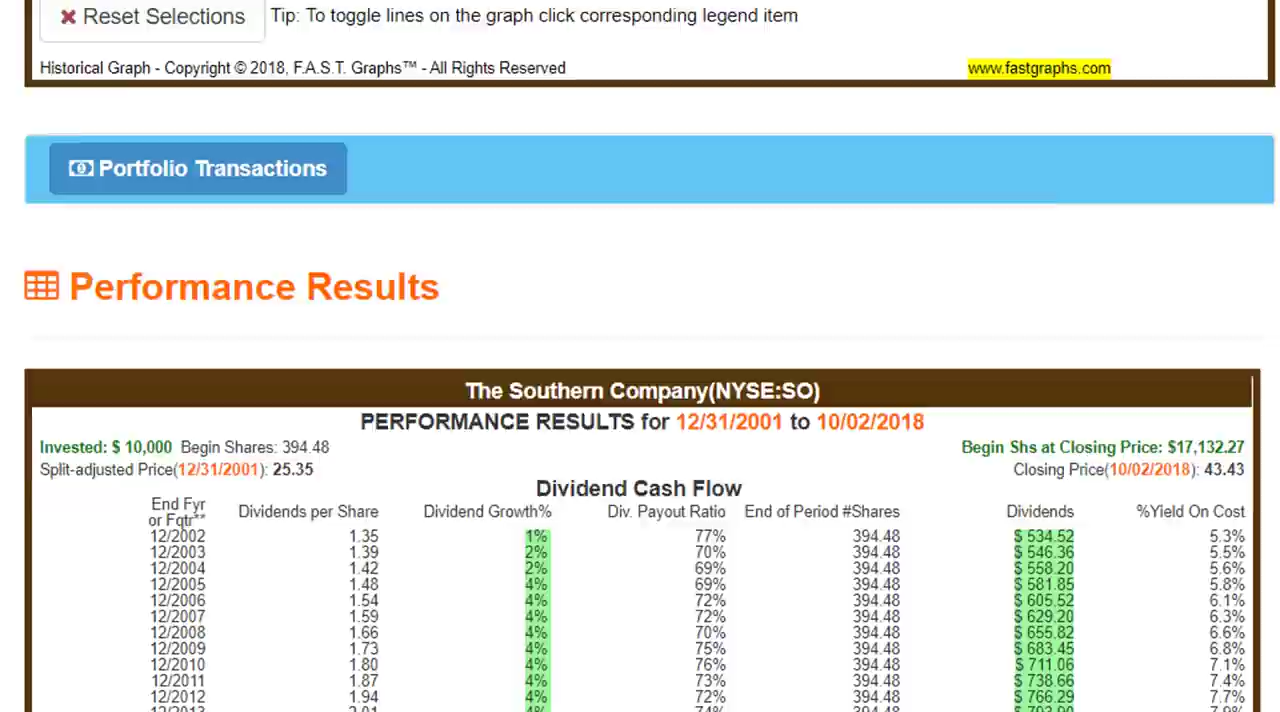 Reset Selections Tip: To toggle lines on the graph click corresponding legend item
Historical Graph - Copyright © 2018, F.A.S.T. Graphs™ - All Rights Reserved www.fastgraphs.com
Portfolio Transactions
Performance Results
The Southern Company(NYSE:SO)
PERFORMANCE RESULTS for 12/31/2001 to 10/02/2018
Invested: $ 10,000 Begin Shares: 394.48 Begin Shs at Closing Price: $17,132.27
Split-adjusted Price(12/31/2001): 25.35 Closing Price(10/02/2018): 43.43
Dividend Cash Flow
End Fyr
or Fqtr** Dividends per Share Dividend Growth% Div. Payout Ratio End of Period #Shares Dividends %Yield On Cost
12/2002 1.35 1% 77% 394.48 $ 534.52 5.3%
12/2003 1.39 2% 70% 394.48 $ 546.36 5.5%
12/2004 1.42 2% 69% 394.48 $ 558.20 5.6%
12/2005 1.48 4% 69% 394.48 $ 581.85 5.8%
12/2006 1.54 4% 72% 394.48 $ 605.52 6.1%
12/2007 1.59 4% 72% 394.48 $ 629.20 6.3%
12/2008 1.66 4% 70% 394.48 $ 655.82 6.6%
12/2009 1.73 4% 75% 394.48 $ 683.45 6.8%
12/2010 1.80 4% 76% 394.48 $ 711.06 7.1%
12/2011 1.87 4% 73% 394.48 $ 738.66 7.4%
12/2012 1.94 4% 72% 394.48 $ 766.29 7.7%